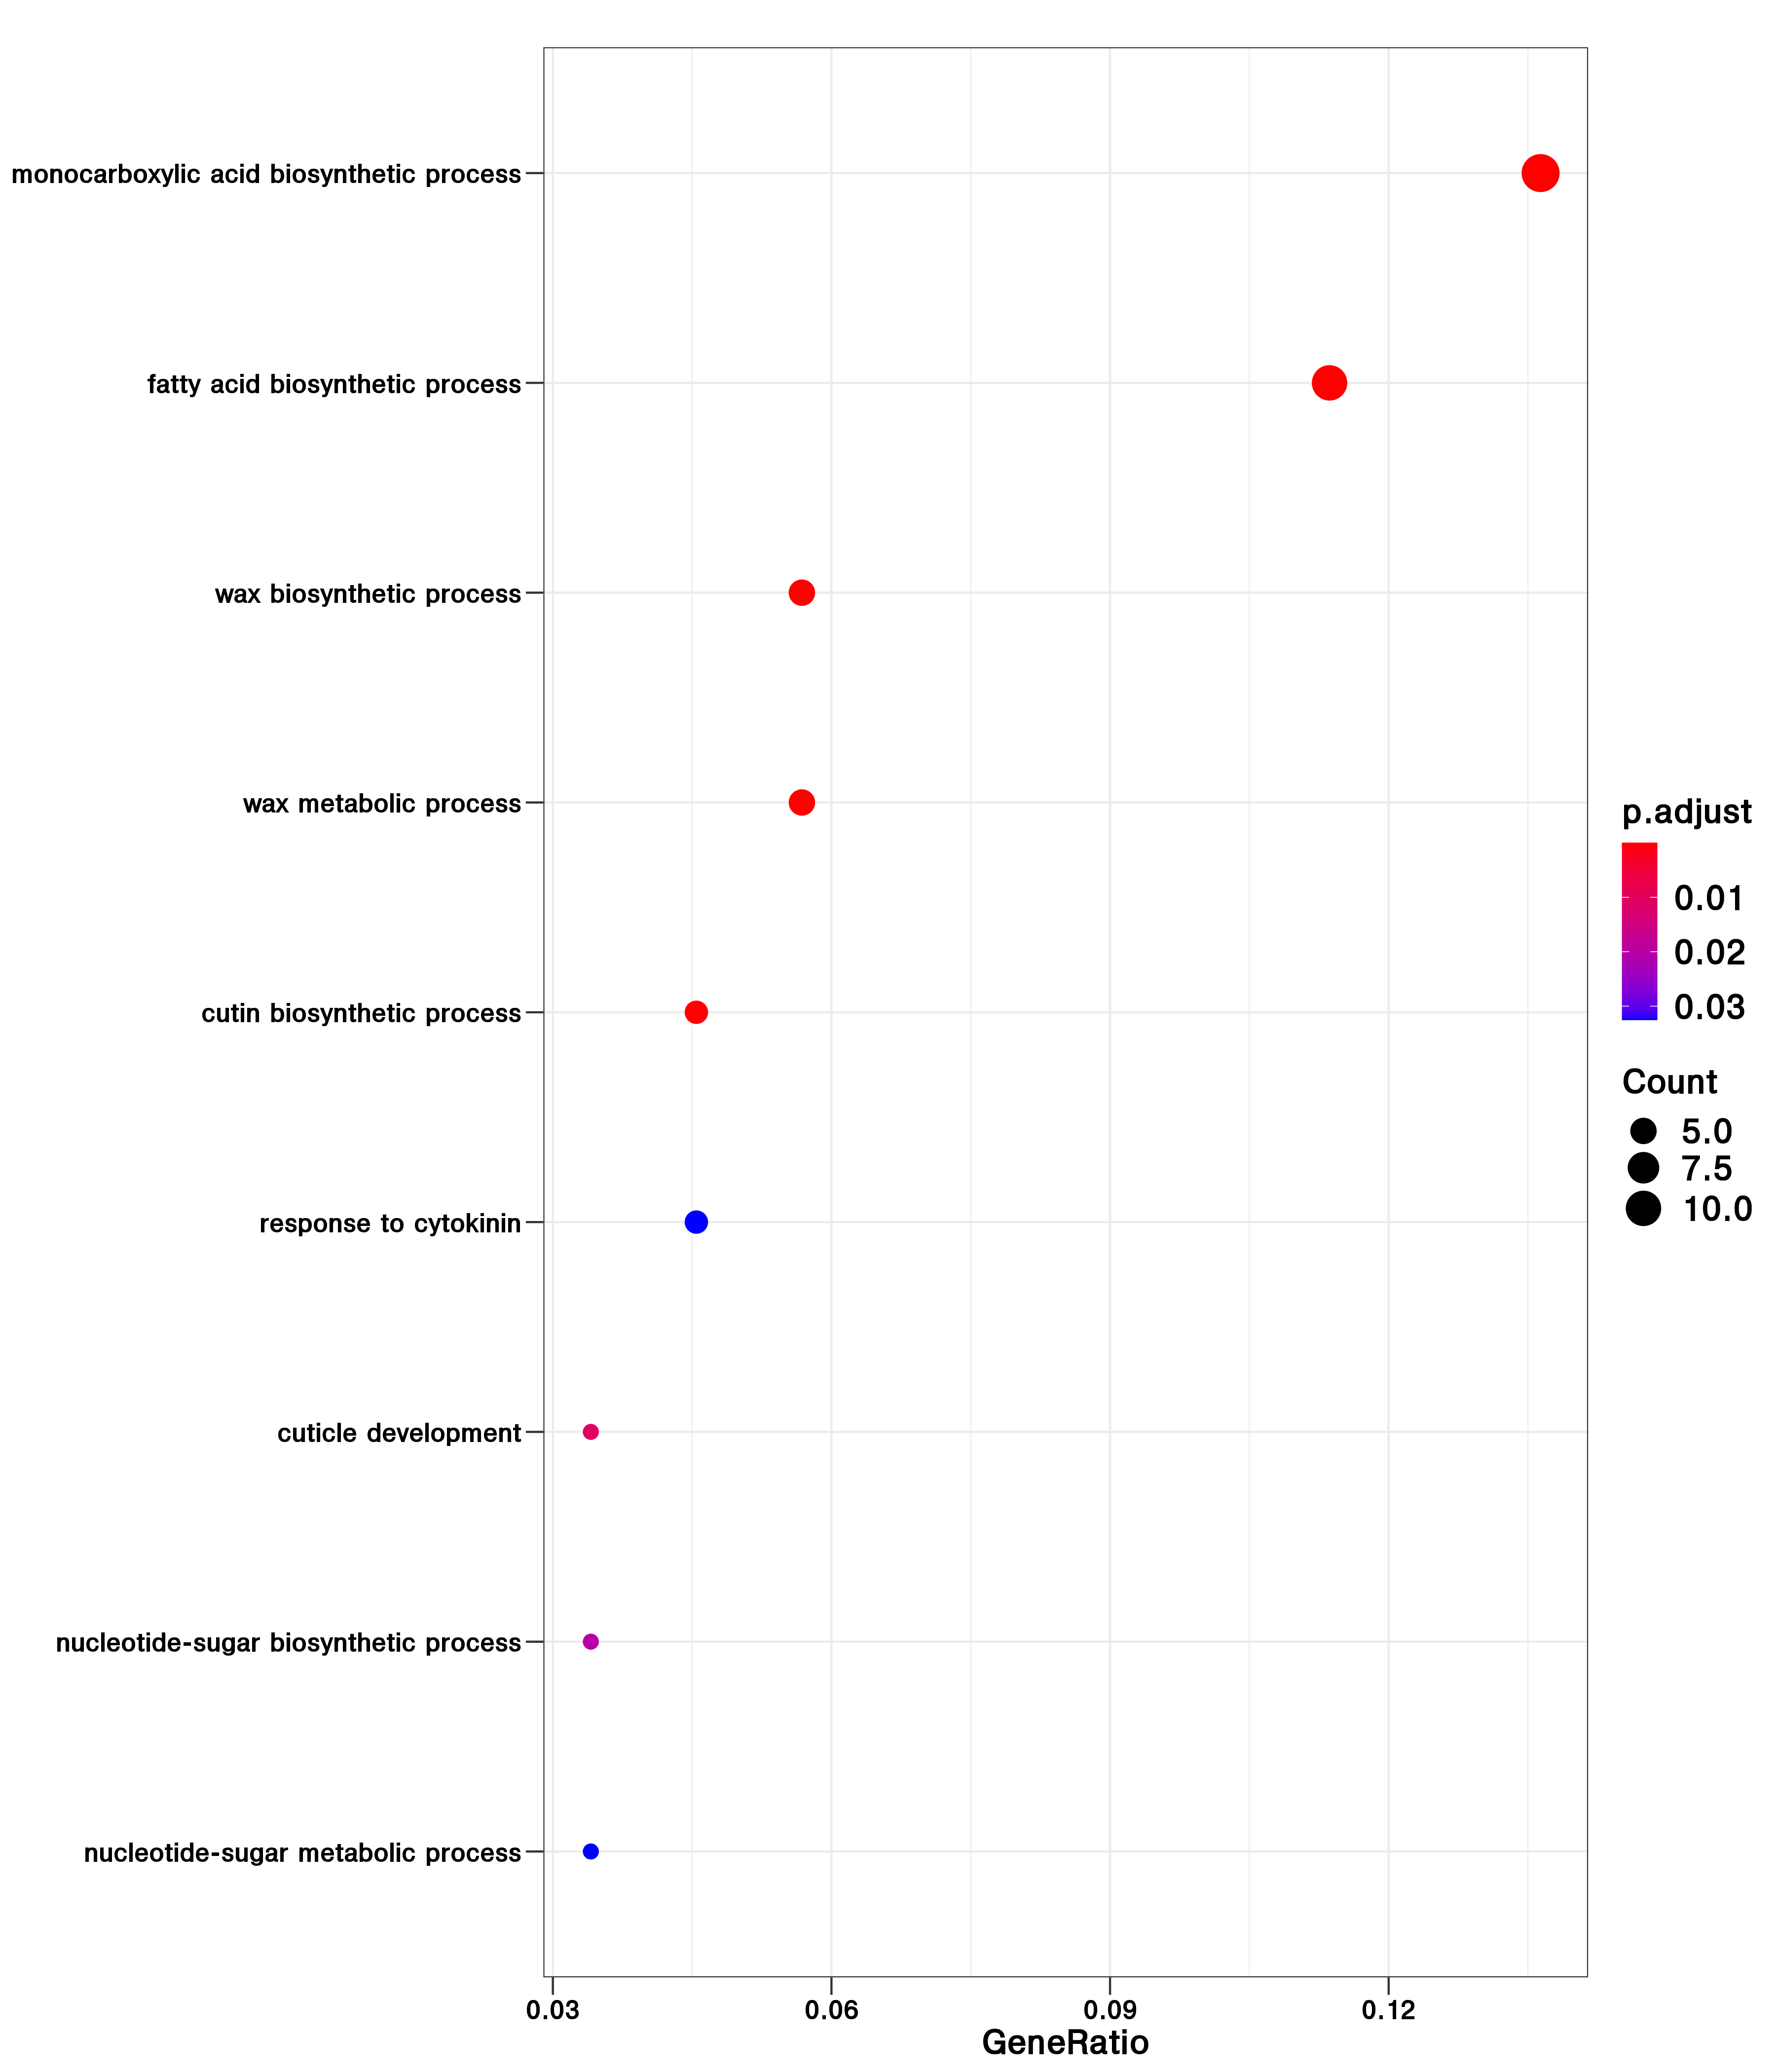 monocarboxylic acid biosynthetic process
fatty acid biosynthetic process
wax biosynthetic process
wax metabolic process
cutin biosynthetic process
response to cytokinin
cuticle development
nucleotide-sugar biosynthetic process
nucleotide-sugar metabolic process
0.03 0.06 0.09 0.12
GeneRatio
p.adjust
0.01
0.02
0.03
Count
5.0
7.5
10.0